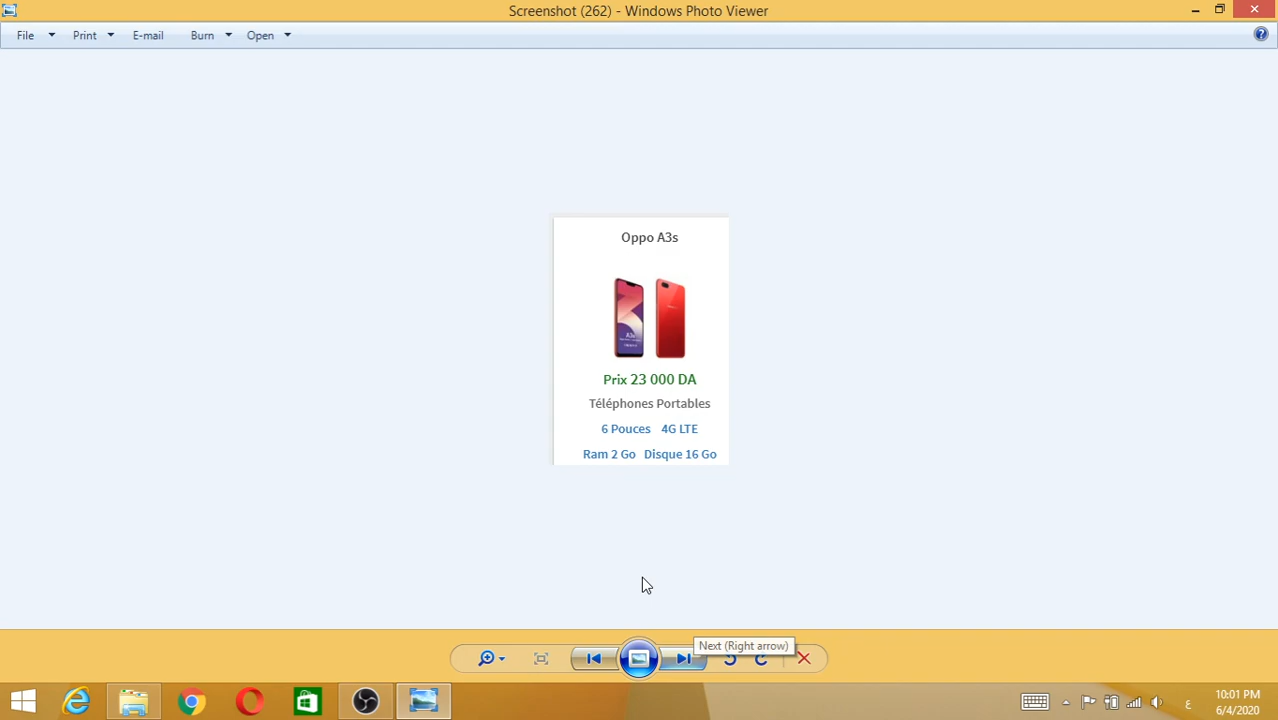 Screenshot (262) - Windows Photo Viewer
File Print E-mail Burn Open
Oppo A3s
Prix 23 000 DA
Téléphones Portables
6 Pouces 4G LTE
Ram 2 Go Disque 16 Go
Next (Right arrow)
ع
10:01 PM
6/4/2020